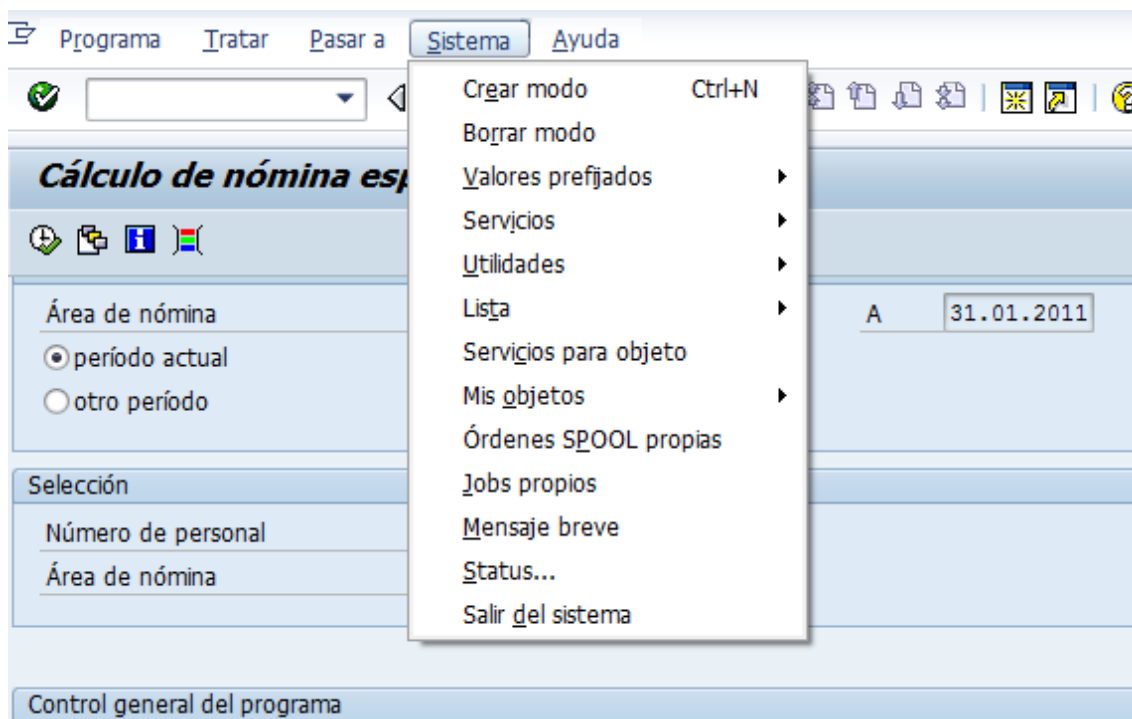 Programa Tratar Pasar a Sistema Ayuda
Crear modo Ctrl+N
Borrar modo
Valores prefijados
Servicios
Utilidades
Lista
Servicios para objeto
Mis objetos
Órdenes SPOOL propias
Jobs propios
Mensaje breve
Status...
Salir del sistema
Cálculo de nómina esp
Área de nómina
A 31.01.2011
período actual
otro período
Selección
Número de personal
Área de nómina
Control general del programa